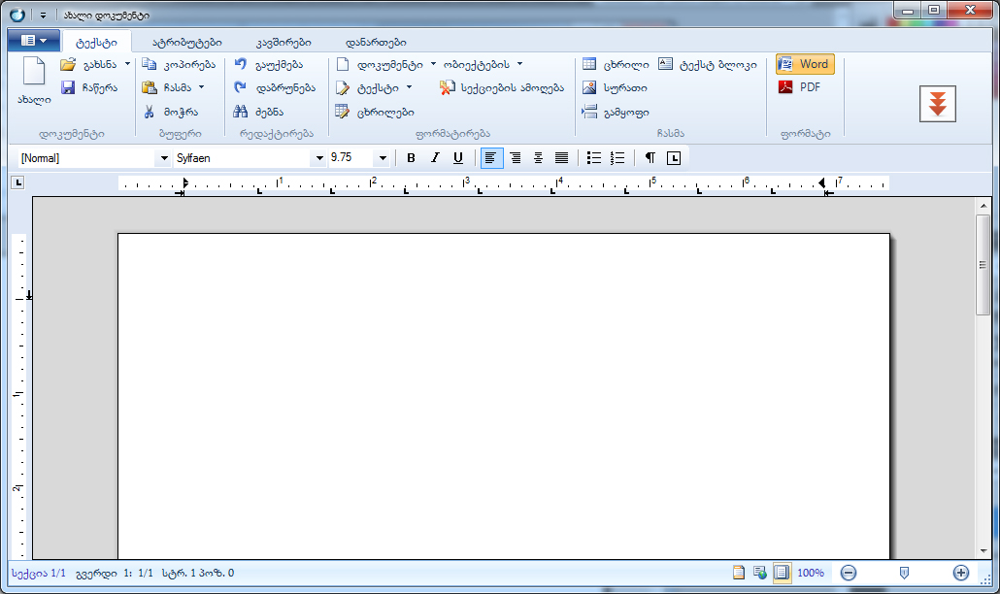 ახალი დოკუმენტი
ტექსტი ატრიბუტები კავშირები დანართები
ახალი
გახსნა
ჩაწერა
დოკუმენტი
კოპირება
ჩასმა
მოჭრა
ბუფერი
გაუქმება
დაბრუნება
ძებნა
რედაქტირება
დოკუმენტი ობიექტების
ტექსტი სექციების ამოღება
ცხრილები
ფორმატირება
ცხრილი ტექსტ ბლოკი
სურათი
გამყოფი
ჩასმა
Word
PDF
ფორმატი
[Normal] Sylfaen 9.75 B I U
1 2 3 4 5 6 7
1
2
სექცია 1/1 გვერდი 1: 1/1 სტრ. 1 პოზ. 0 100%